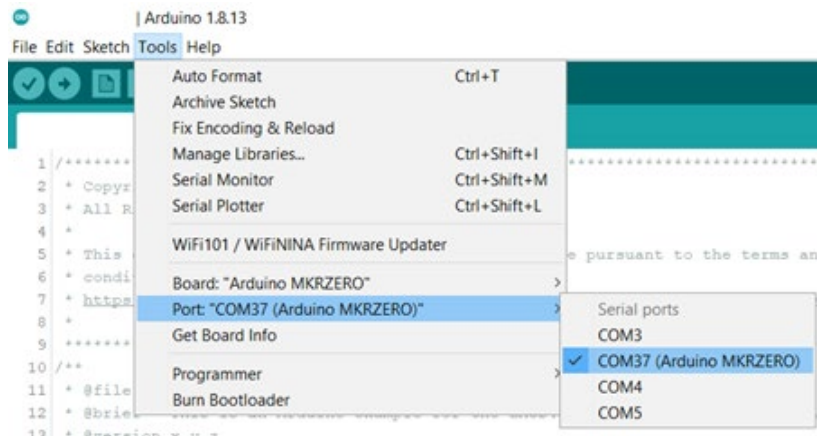 | Arduino 1.8.13
File Edit Sketch Tools Help
Auto Format Ctrl+T
Archive Sketch
Fix Encoding & Reload
Manage Libraries... Ctrl+Shift+I
Serial Monitor Ctrl+Shift+M
Serial Plotter Ctrl+Shift+L
WiFi101 / WiFiNINA Firmware Updater
Board: "Arduino MKRZERO"
Port: "COM37 (Arduino MKRZERO)"
Get Board Info
Programmer
Burn Bootloader
Serial ports
COM3
COM37 (Arduino MKRZERO)
COM4
COM5
1 /*******
2 * Copyr
3 * All R
4 *
5 * This e pursuant to the terms an
6 * condi
7 * https
8 *
9 *******
10 /**
11 * @file
12 * @brie
13